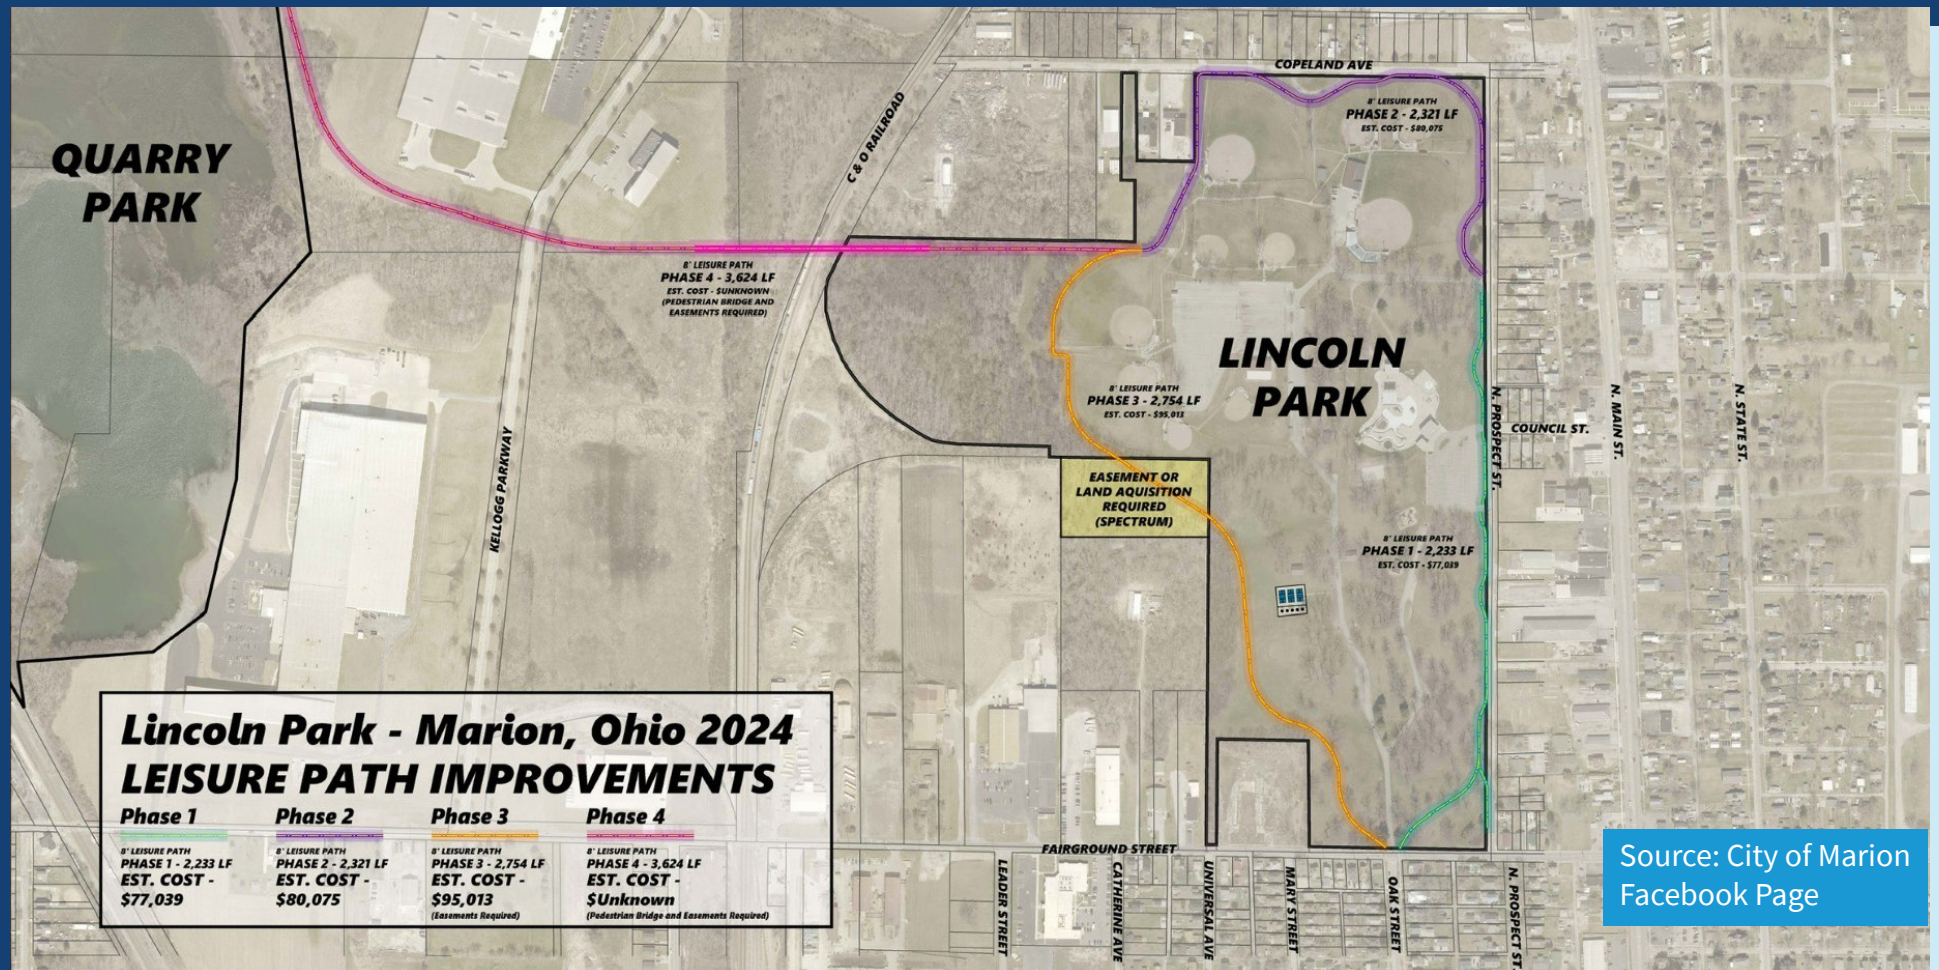 COPELAND AVE
8' LEISURE PATH
PHASE 2 - 2,321 LF
EST. COST - $80,075
C & O RAILROAD
QUARRY
PARK
8' LEISURE PATH
PHASE 4 - 3,624 LF
EST. COST - $UNKNOWN
(PEDESTRIAN BRIDGE AND
EASEMENTS REQUIRED)
LINCOLN
PARK
8' LEISURE PATH
PHASE 3 - 2,754 LF
EST. COST - $95,013
N. PROSPECT ST.
COUNCIL ST.
N. MAIN ST.
N. STATE ST.
KELLOGG PARKWAY
EASEMENT OR
LAND AQUISITION
REQUIRED
(SPECTRUM)
8' LEISURE PATH
PHASE 1 - 2,233 LF
EST. COST - $77,039
Lincoln Park - Marion, Ohio 2024
LEISURE PATH IMPROVEMENTS
Phase 1
8' LEISURE PATH
PHASE 1 - 2,233 LF
EST. COST -
$77,039
Phase 2
8' LEISURE PATH
PHASE 2 - 2,321 LF
EST. COST -
$80,075
Phase 3
8' LEISURE PATH
PHASE 3 - 2,754 LF
EST. COST -
$95,013
(Easements Required)
Phase 4
8' LEISURE PATH
PHASE 4 - 3,624 LF
EST. COST -
$Unknown
(Pedestrian Bridge and Easements Required)
FAIRGROUND STREET
LEADER STREET
CATHERINE AVE
UNIVERSAL AVE
MARY STREET
OAK STREET
N. PROSPECT ST.
Source: City of Marion
Facebook Page